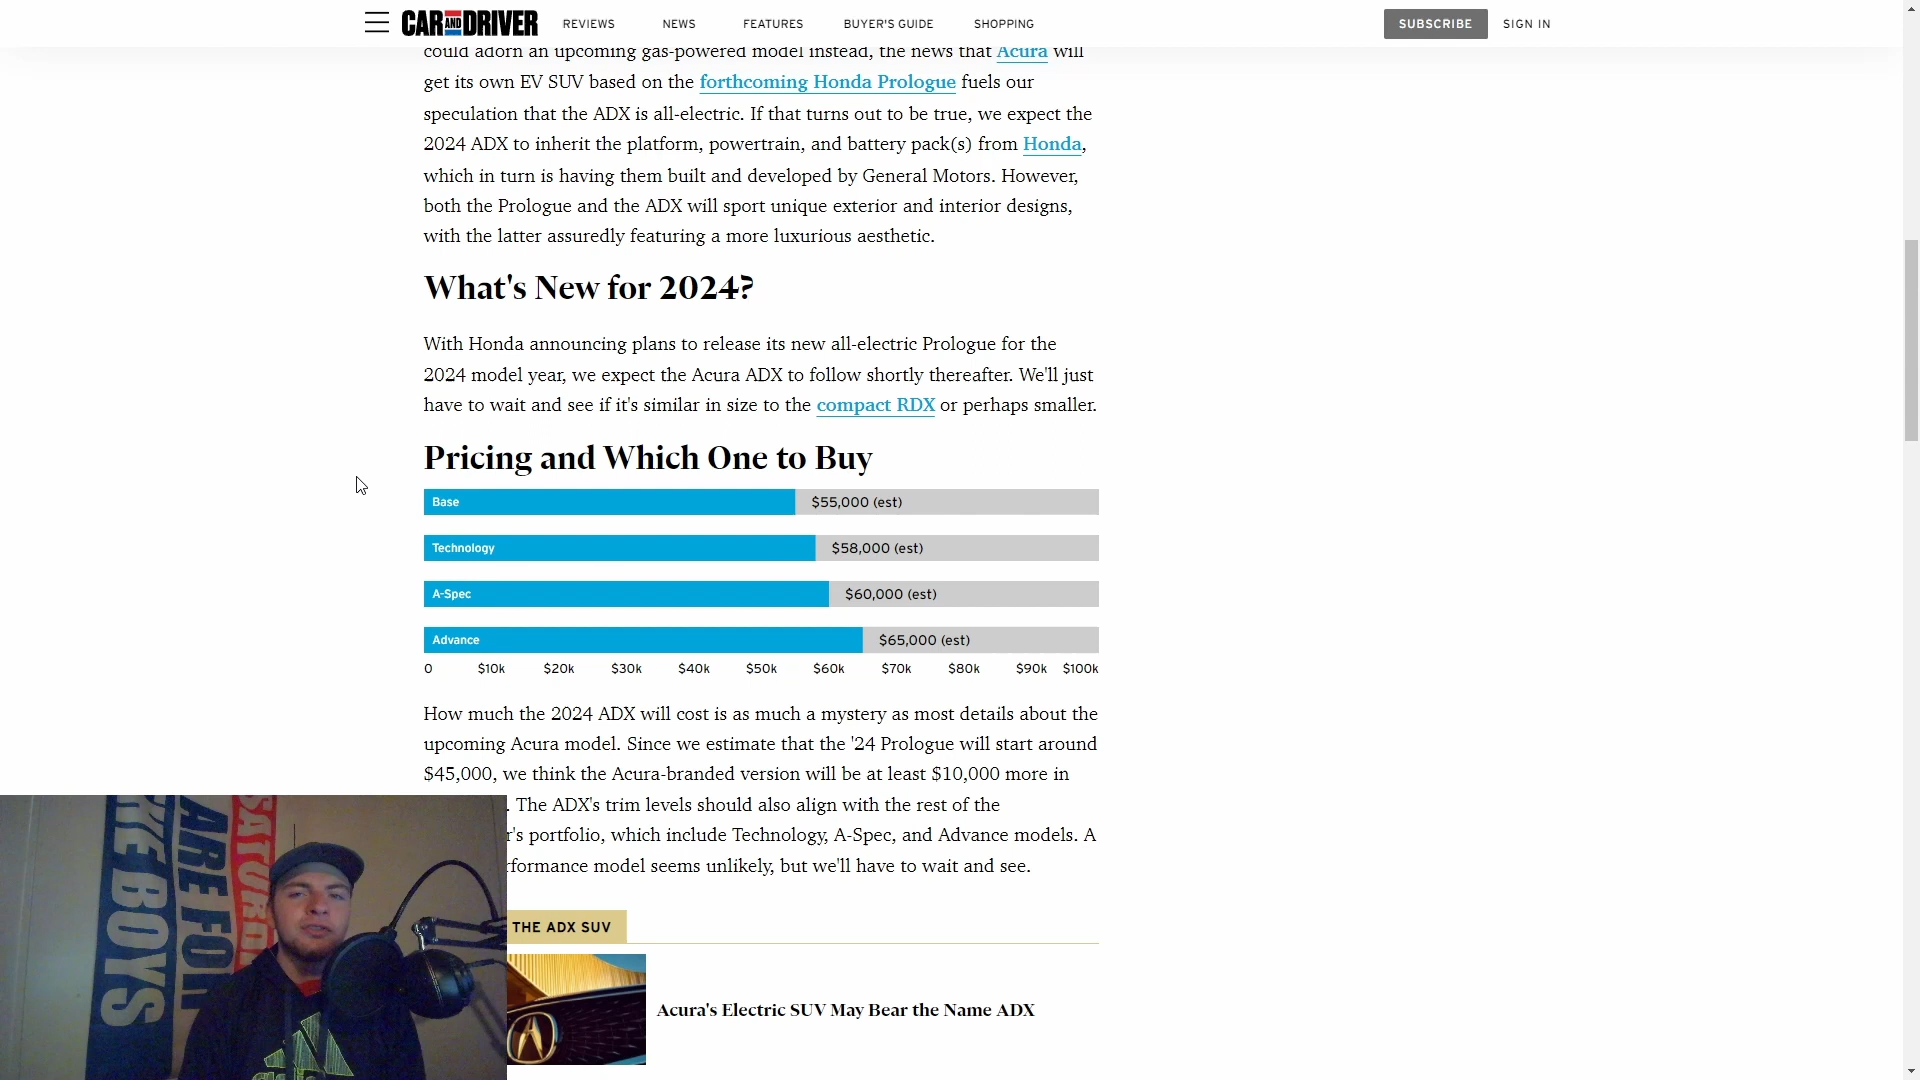 CAR AND DRIVER REVIEWS NEWS FEATURES BUYER'S GUIDE SHOPPING SUBSCRIBE SIGN IN
could adorn an upcoming gas-powered model instead, the news that Acura will
get its own EV SUV based on the forthcoming Honda Prologue fuels our
speculation that the ADX is all-electric. If that turns out to be true, we expect the
2024 ADX to inherit the platform, powertrain, and battery pack(s) from Honda,
which in turn is having them built and developed by General Motors. However,
both the Prologue and the ADX will sport unique exterior and interior designs,
with the latter assuredly featuring a more luxurious aesthetic.
What's New for 2024?
With Honda announcing plans to release its new all-electric Prologue for the
2024 model year, we expect the Acura ADX to follow shortly thereafter. We'll just
have to wait and see if it's similar in size to the compact RDX or perhaps smaller.
Pricing and Which One to Buy
Base $55,000 (est)
Technology $58,000 (est)
A-Spec $60,000 (est)
Advance $65,000 (est)
0 $10k $20k $30k $40k $50k $60k $70k $80k $90k $100k
How much the 2024 ADX will cost is as much a mystery as most details about the
upcoming Acura model. Since we estimate that the '24 Prologue will start around
$45,000, we think the Acura-branded version will be at least $10,000 more in
. The ADX's trim levels should also align with the rest of the
r's portfolio, which include Technology, A-Spec, and Advance models. A
rformance model seems unlikely, but we'll have to wait and see.
THE ADX SUV
Acura's Electric SUV May Bear the Name ADX
BOYS
ARE FO
SATUR